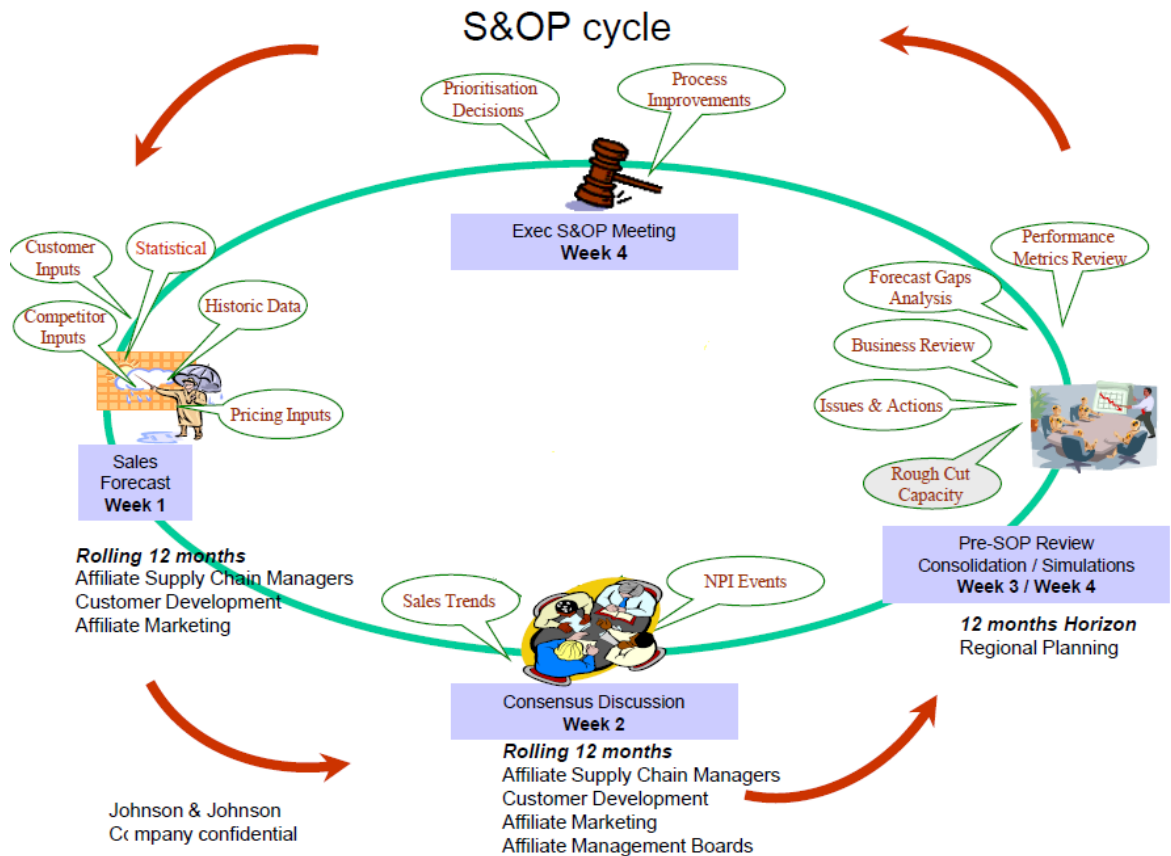 S&OP cycle
Prioritisation
Decisions
Process
Improvements
Exec S&OP Meeting
Week 4
Customer
Inputs
Statistical
Competitor
Inputs
Historic Data
Pricing Inputs
Sales
Forecast
Week 1
Rolling 12 months
Affiliate Supply Chain Managers
Customer Development
Affiliate Marketing
Performance
Metrics Review
Forecast Gaps
Analysis
Business Review
Issues & Actions
Rough Cut
Capacity
Pre-SOP Review
Consolidation / Simulations
Week 3 / Week 4
12 months Horizon
Regional Planning
Sales Trends
NPI Events
Consensus Discussion
Week 2
Rolling 12 months
Affiliate Supply Chain Managers
Customer Development
Affiliate Marketing
Affiliate Management Boards
Johnson & Johnson
Company confidential